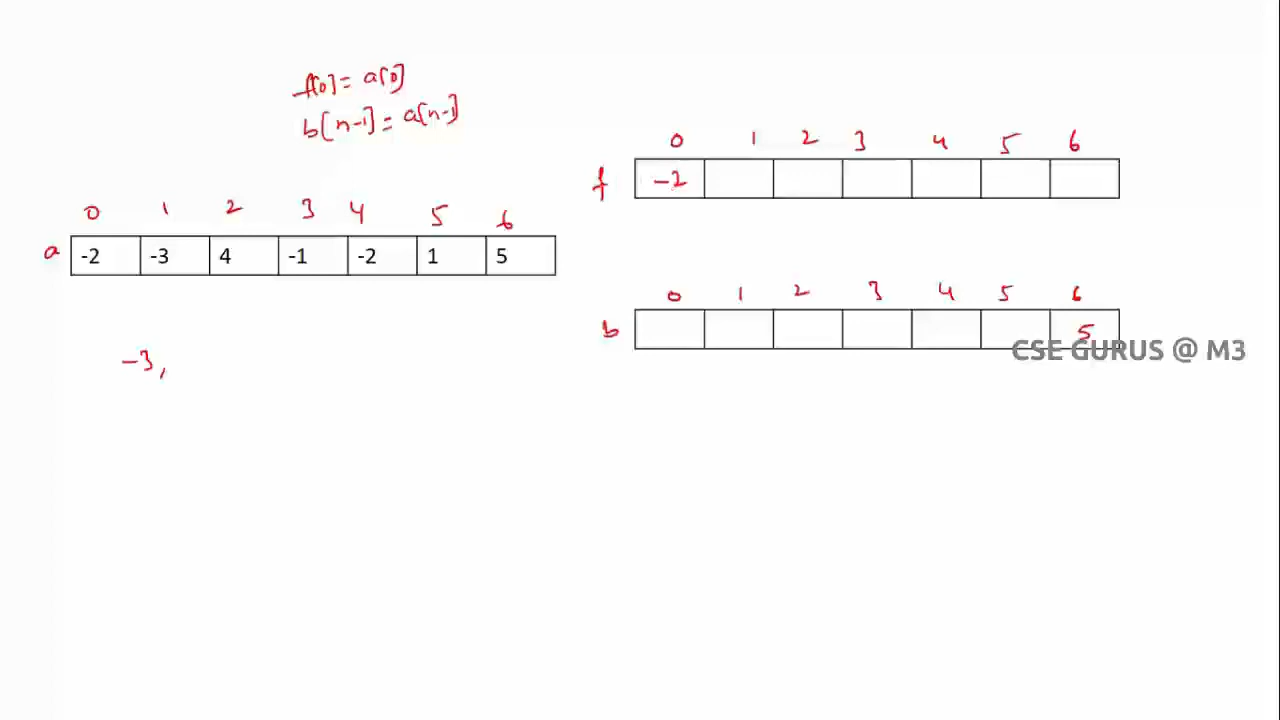 f[0] = a[0]
b[n-1] = a[n-1]
0 1 2 3 4 5 6
a -2 -3 4 -1 -2 1 5
-3,
0 1 2 3 4 5 6
f -2
0 1 2 3 4 5 6
b 5
CSE GURUS @ M3